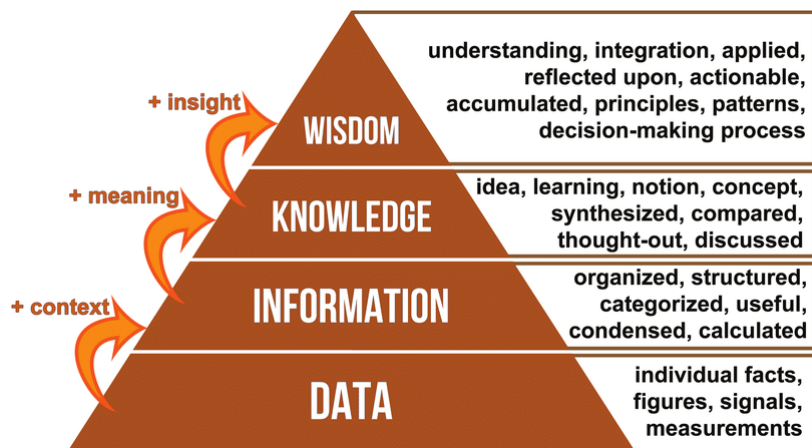 understanding, integration, applied,
reflected upon, actionable,
accumulated, principles, patterns,
decision-making process
+ insight
WISDOM
idea, learning, notion, concept,
synthesized, compared,
thought-out, discussed
+ meaning
KNOWLEDGE
organized, structured,
categorized, useful,
condensed, calculated
+ context
INFORMATION
individual facts,
figures, signals,
measurements
DATA